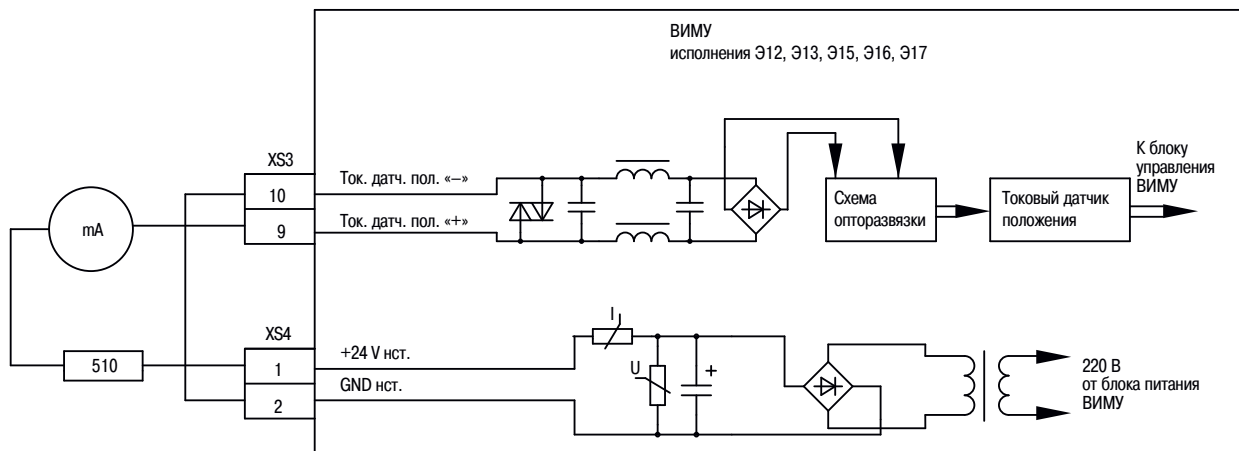 ВИМУ
исполнения Э12, Э13, Э15, Э16, Э17
XS3
10
9
Ток. датч. пол. «–»
Ток. датч. пол. «+»
mA
Схема
опторазвязки
Токовый датчик
положения
К блоку
управления
ВИМУ
510
XS4
1
2
+24 V нст.
GND нст.
I
U
+
220 В
от блока питания
ВИМУ